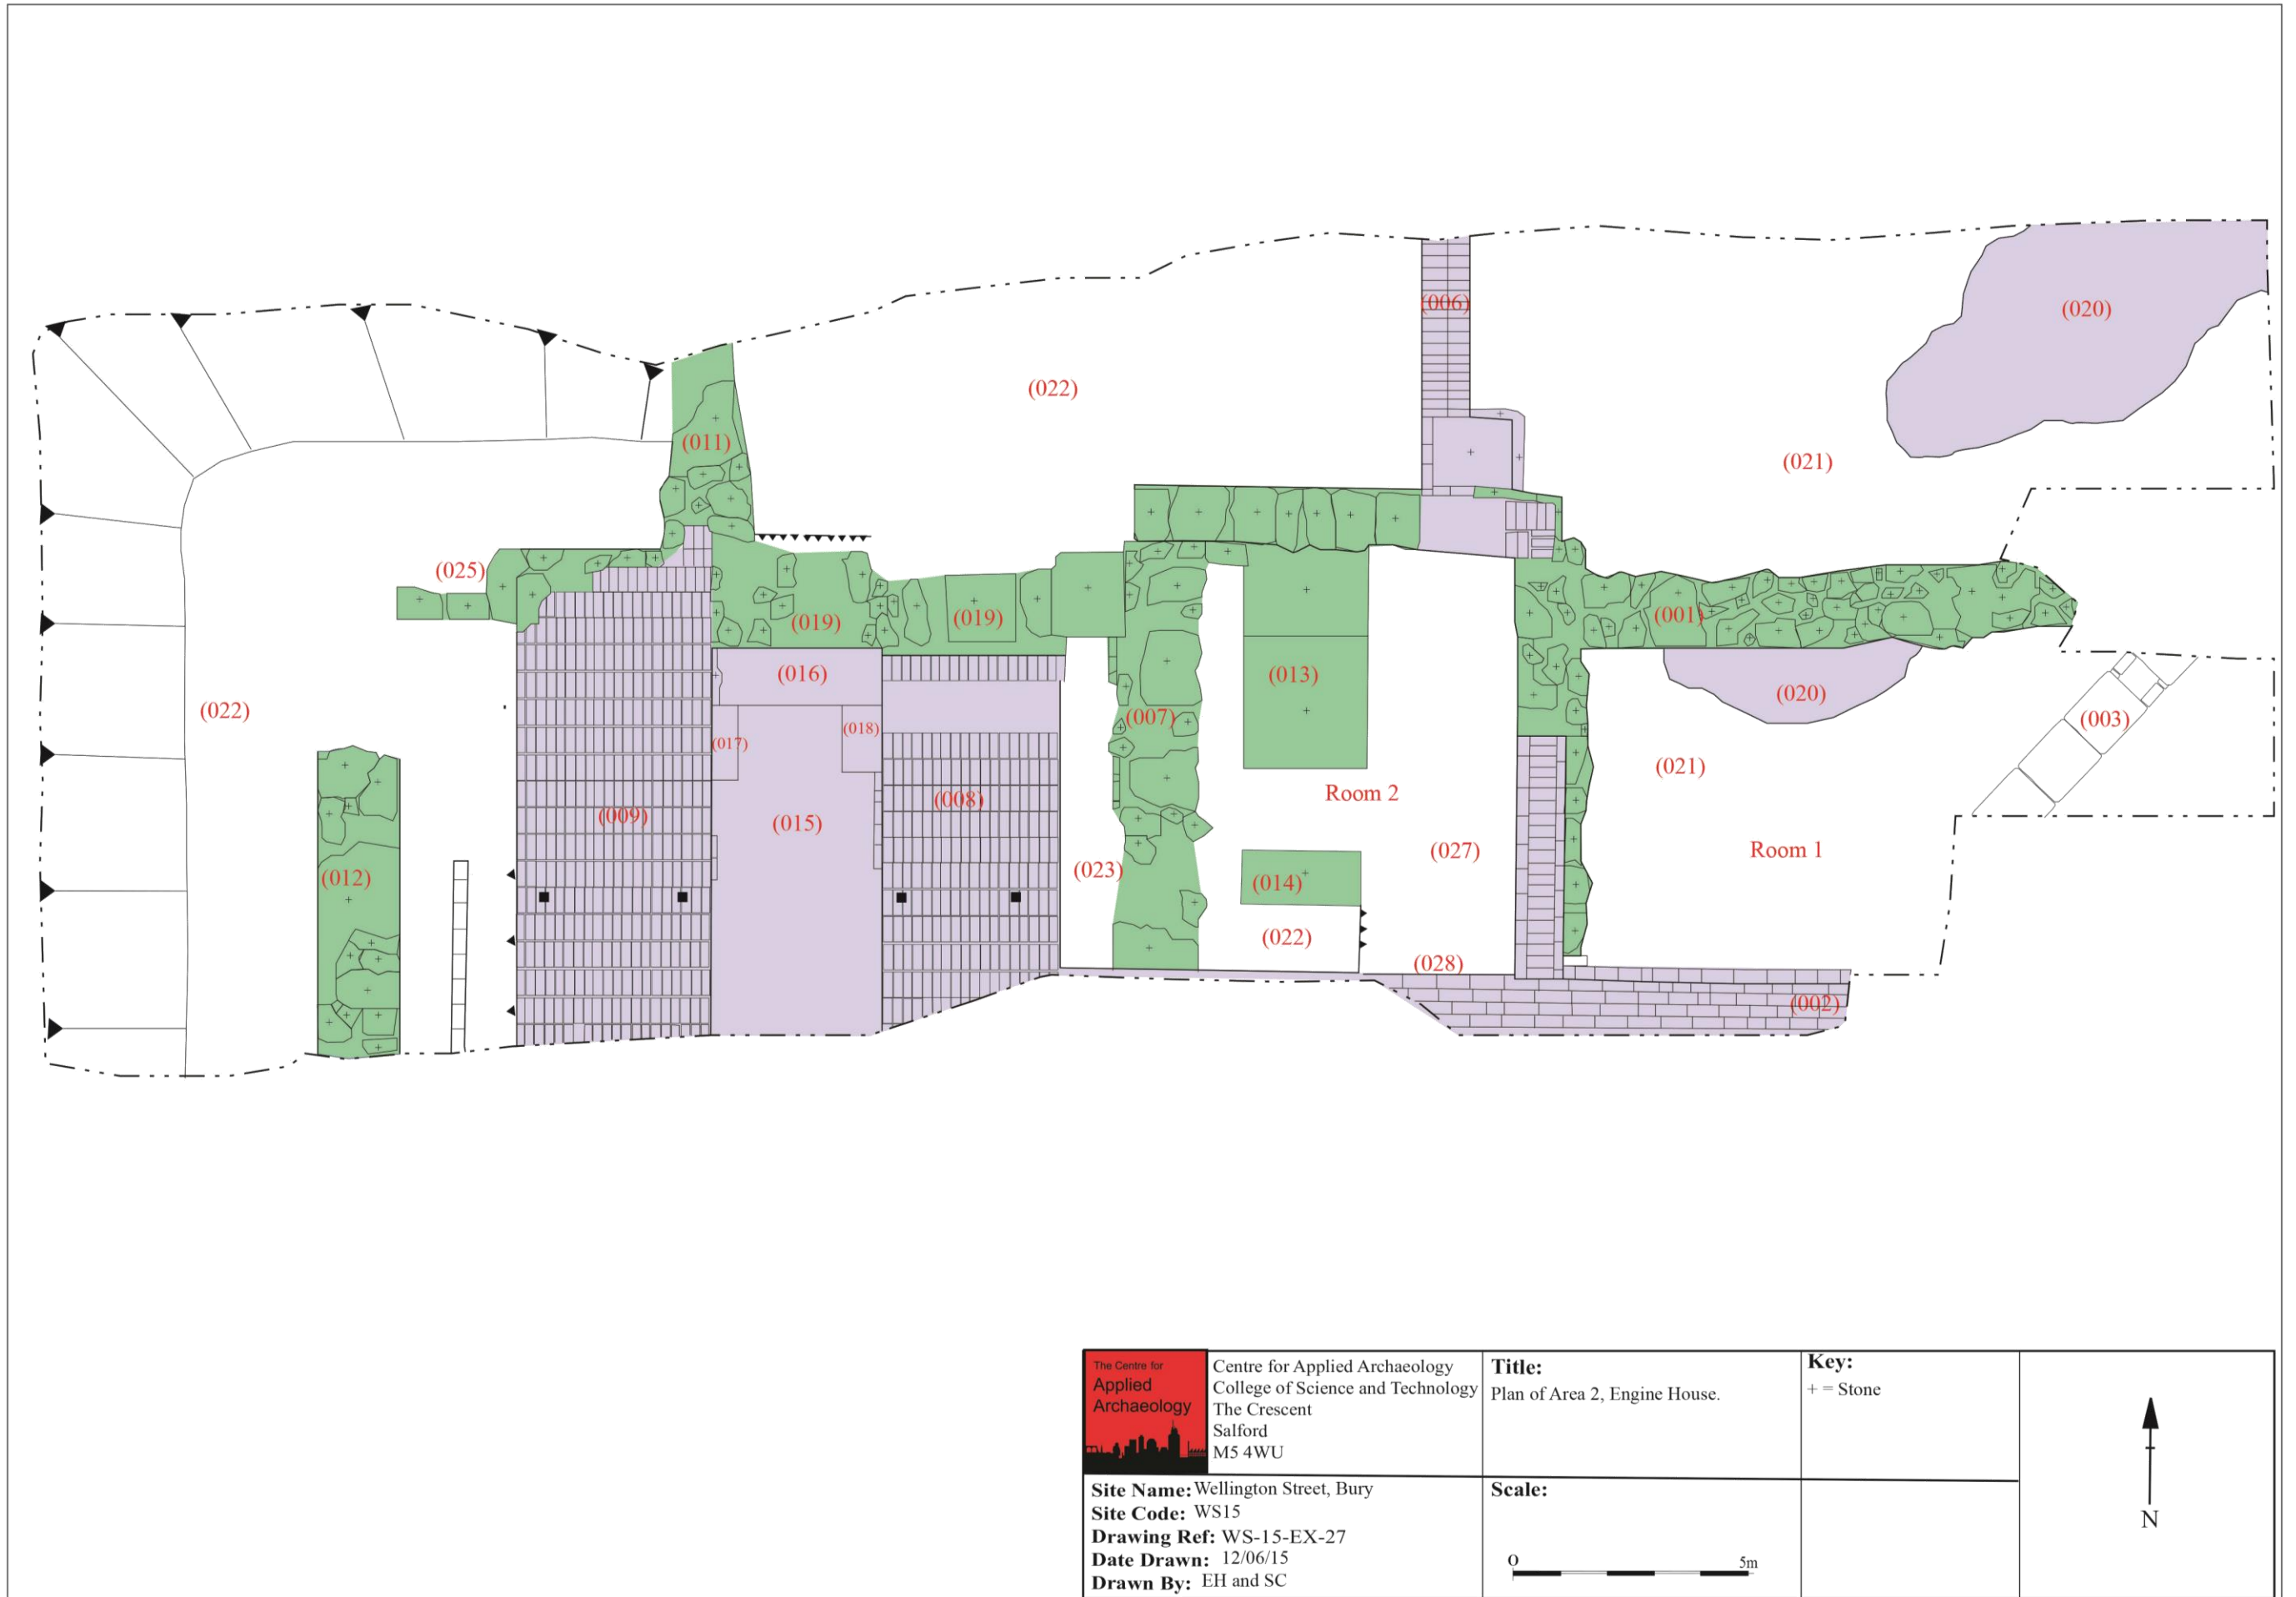 (006)
(020)
(022)
(011)
(021)
(025)
(019)
(019)
(001)
(016)
(013)
(020)
(022)
(007)
(003)
(017)
(018)
(021)
Room 2
(009)
(015)
(008)
(027)
Room 1
(012)
(023)
(014)
(022)
(028)
(002)
The Centre for
Applied
Archaeology
Centre for Applied Archaeology
College of Science and Technology
The Crescent
Salford
M5 4WU
Title:
Plan of Area 2, Engine House.
Key:
+ = Stone
Site Name: Wellington Street, Bury
Site Code: WS15
Drawing Ref: WS-15-EX-27
Date Drawn: 12/06/15
Drawn By: EH and SC
Scale:
0 5m
N